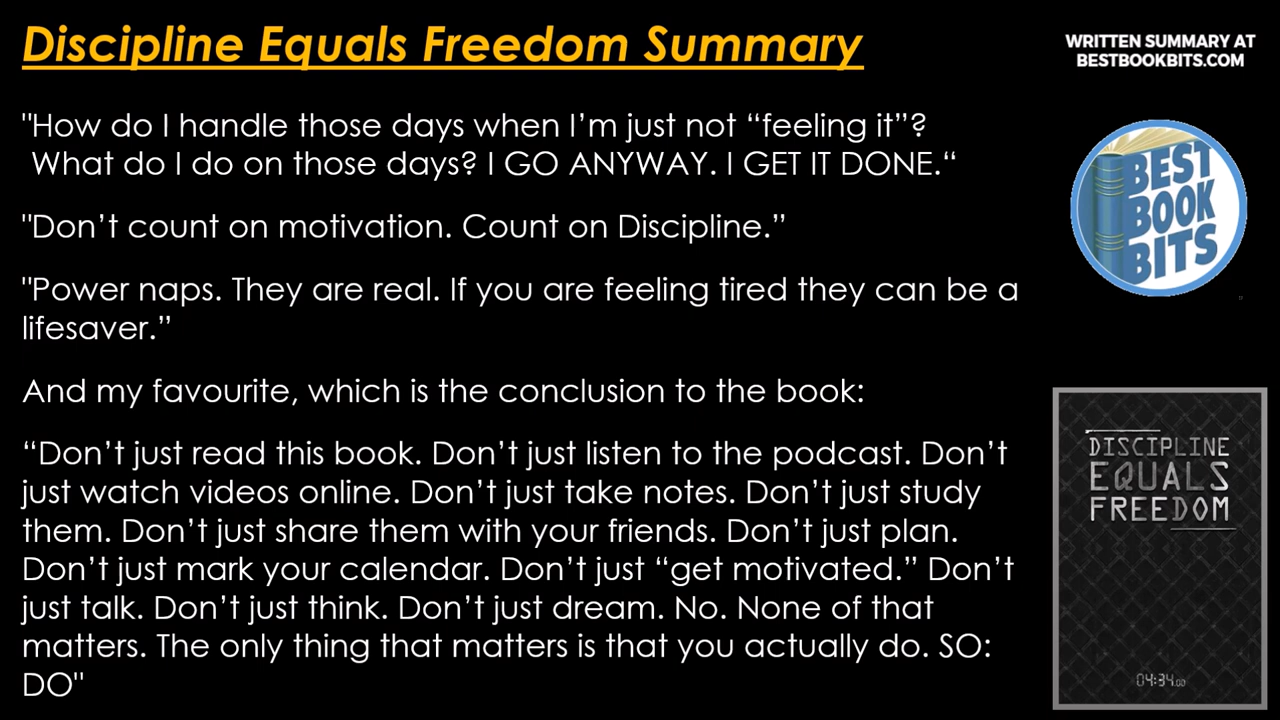 Discipline Equals Freedom Summary
WRITTEN SUMMARY AT
BESTBOOKBITS.COM
"How do I handle those days when I’m just not “feeling it”?
What do I do on those days? I GO ANYWAY. I GET IT DONE.“
"Don’t count on motivation. Count on Discipline.”
"Power naps. They are real. If you are feeling tired they can be a
lifesaver.”
And my favourite, which is the conclusion to the book:
“Don’t just read this book. Don’t just listen to the podcast. Don’t
just watch videos online. Don’t just take notes. Don’t just study
them. Don’t just share them with your friends. Don’t just plan.
Don’t just mark your calendar. Don’t just “get motivated.” Don’t
just talk. Don’t just think. Don’t just dream. No. None of that
matters. The only thing that matters is that you actually do. SO:
DO"
BEST
BOOK
BITS
DISCIPLINE
EQUALS
FREEDOM
04:34.00